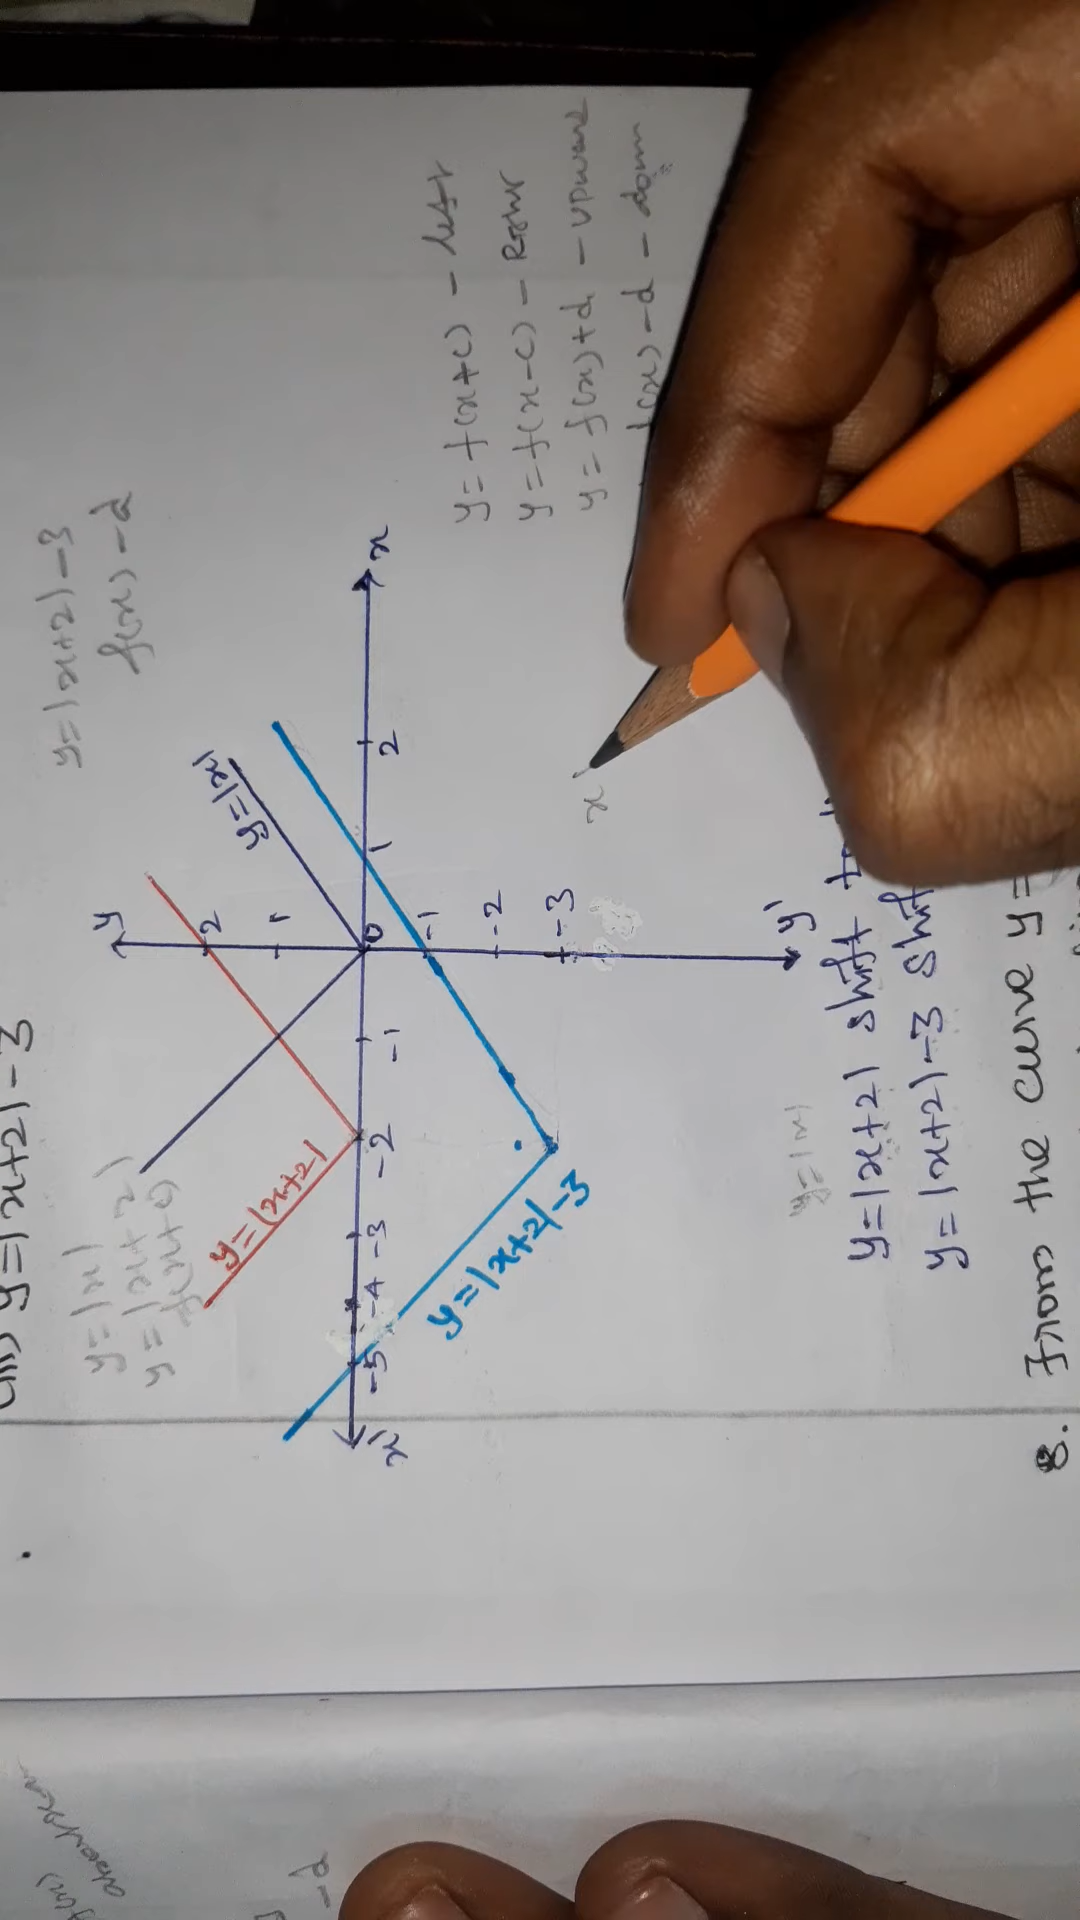 y=|x+2|-3
y=|x|
y=|x+2|
f(x+c)
y=|x+2|-3
f(x)-d
y
2
1
y=|x|
y=|x+2|
x'
-5
-4
-3
-2
-1
0
1
2
x
-1
-2
-3
y=|x+2|-3
y'
y=f(x+c) - left
y=f(x-c) - Right
y=f(x)+d - upward
f(x)-d - down
x
y=|x|
y=|x+2| shift
y=|x+2|-3 shift
8. From the curve y=
-d